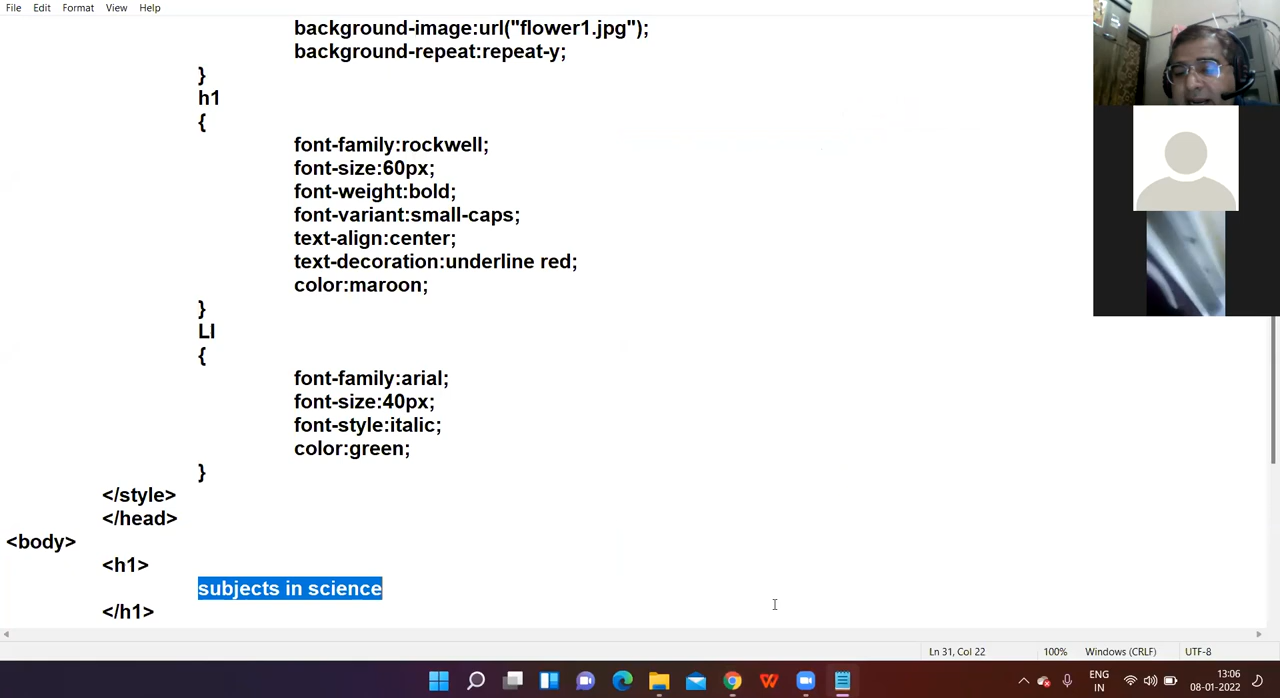 File Edit Format View Help
background-image:url("flower1.jpg");
background-repeat:repeat-y;
}
h1
{
font-family:rockwell;
font-size:60px;
font-weight:bold;
font-variant:small-caps;
text-align:center;
text-decoration:underline red;
color:maroon;
}
LI
{
font-family:arial;
font-size:40px;
font-style:italic;
color:green;
}
</style>
</head>
<body>
<h1>
subjects in science
</h1>
Ln 31, Col 22 100% Windows (CRLF) UTF-8
ENG 13:06
IN 08-01-2022